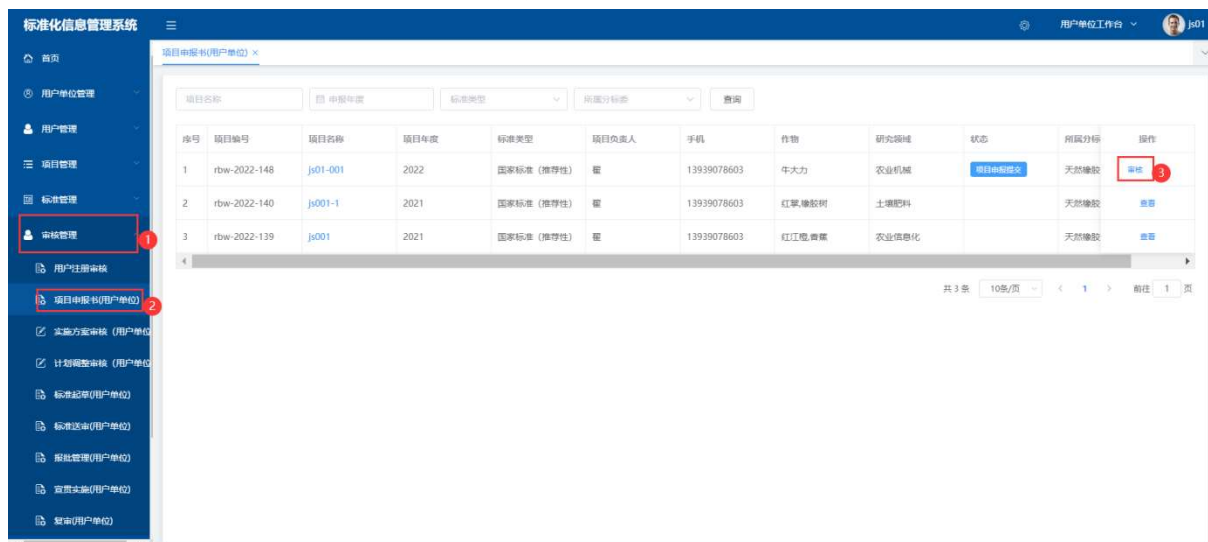 标准化信息管理系统
用户单位工作台
js01
首页
项目申报书(用户单位) ×
用户单位管理
用户管理
项目管理
标准管理
审核管理
1
用户注册审核
项目申报书(用户单位)
2
实施方案审核 (用户单位
计划调整审核 (用户单位
标准起草(用户单位)
标准送审(用户单位)
报批管理(用户单位)
宣贯实施(用户单位)
复审(用户单位)
项目名称 申报年度 标准类型 所属分标委 查询
序号 项目编号 项目名称 项目年度 标准类型 项目负责人 手机 作物 研究领域 状态 所属分标 操作
1 rbw-2022-148 js01-001 2022 国家标准 (推荐性) 翟 13939078603 牛大力 农业机械 项目申报提交 天然橡胶 审核 3
2 rbw-2022-140 js001-1 2021 国家标准 (推荐性) 翟 13939078603 红掌,橡胶树 土壤肥料 天然橡胶 查看
3 rbw-2022-139 js001 2021 国家标准 (推荐性) 翟 13939078603 红江橙,香蕉 农业信息化 天然橡胶 查看
共 3 条 10条/页 < 1 > 前往 1 页